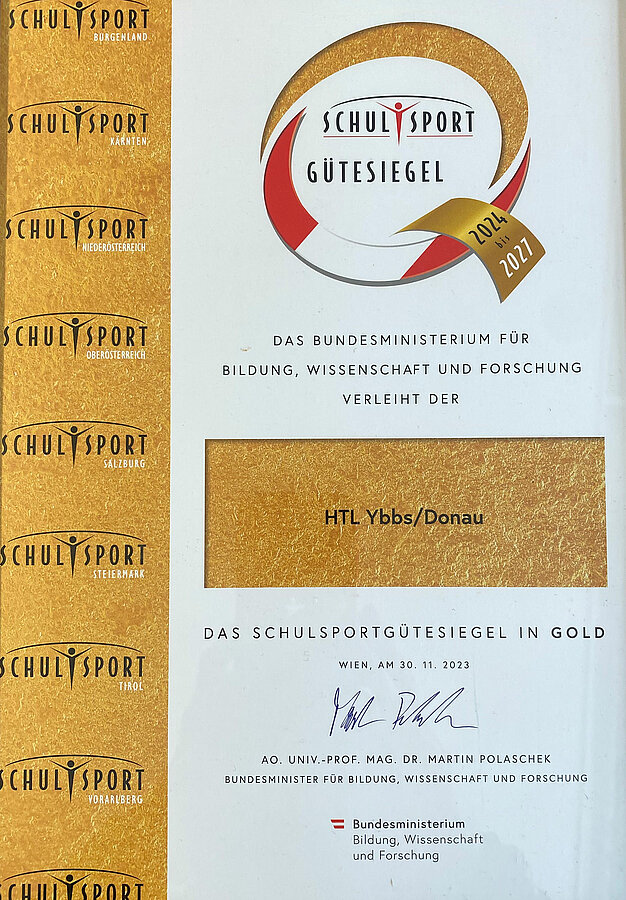 SCHULSPORT
BURGENLAND
SCHULSPORT
KÄRNTEN
SCHULSPORT
NIEDERÖSTERREICH
SCHULSPORT
OBERÖSTERREICH
SCHULSPORT
SALZBURG
SCHULSPORT
STEIERMARK
SCHULSPORT
TIROL
SCHULSPORT
VORARLBERG
SCHULSPORT
SCHULSPORT
GÜTESIEGEL
2024
bis
2027
DAS BUNDESMINISTERIUM FÜR
BILDUNG, WISSENSCHAFT UND FORSCHUNG
VERLEIHT DER
HTL Ybbs/Donau
DAS SCHULSPORTGÜTESIEGEL IN GOLD
WIEN, AM 30. 11. 2023
AO. UNIV.-PROF. MAG. DR. MARTIN POLASCHEK
BUNDESMINISTER FÜR BILDUNG, WISSENSCHAFT UND FORSCHUNG
Bundesministerium
Bildung, Wissenschaft
und Forschung